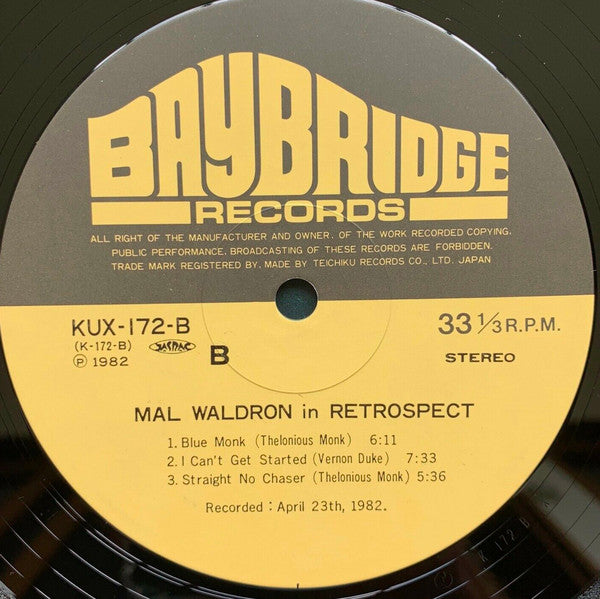 BAYBRIDGE
RECORDS
ALL RIGHT OF THE MANUFACTURER AND OWNER. OF THE WORK RECORDED COPYING.
PUBLIC PERFORMANCE. BROADCASTING OF THESE RECORDS ARE FORBIDDEN.
TRADE MARK REGISTERED BY. MADE BY TEICHIKU RECORDS CO., LTD. JAPAN
KUX-172-B
33 1/3 R.P.M.
(K-172-B) JASRAC
Ⓟ 1982
B
STEREO
MAL WALDRON in RETROSPECT
1. Blue Monk (Thelonious Monk) 6:11
2. I Can't Get Started (Vernon Duke) 7:33
3. Straight No Chaser (Thelonious Monk) 5:36
Recorded : April 23th, 1982.
K 172 B